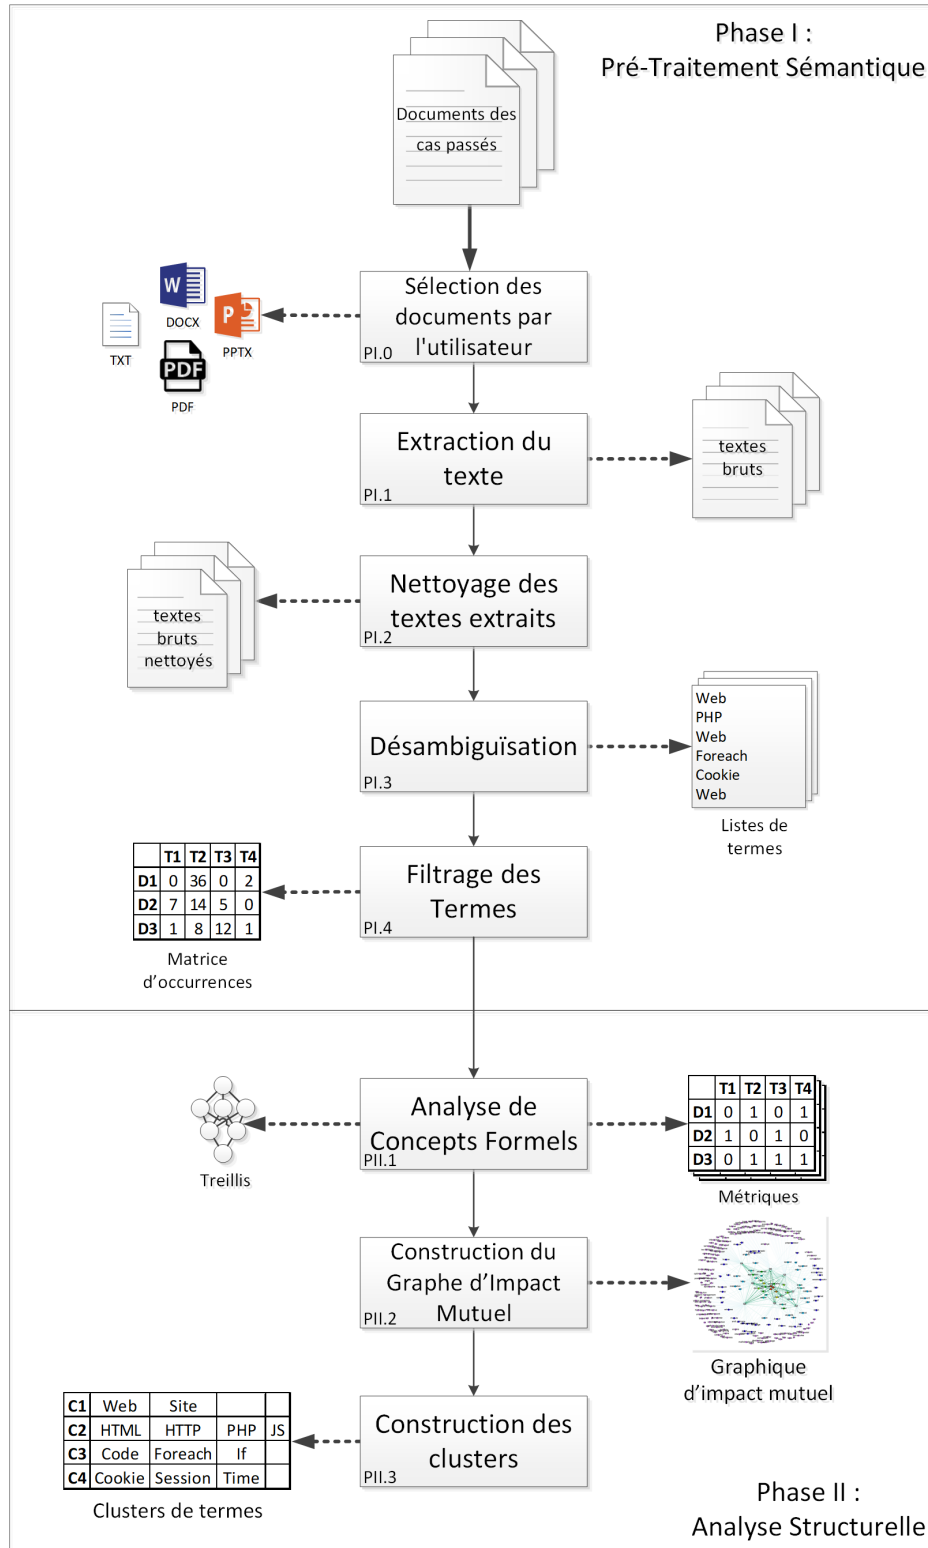 Phase I :
Pré-Traitement Sémantique
Documents des
cas passés
Sélection des
documents par
l'utilisateur
PI.0
W
DOCX
P
PPTX
TXT
PDF
PDF
Extraction du
texte
PI.1
textes
bruts
Nettoyage des
textes extraits
PI.2
textes
bruts
nettoyés
Désambiguïsation
PI.3
Web
PHP
Web
Foreach
Cookie
Web
Listes de
termes
Filtrage des
Termes
PI.4
T1 T2 T3 T4
D1 0 36 0 2
D2 7 14 5 0
D3 1 8 12 1
Matrice
d’occurrences
Analyse de
Concepts Formels
PII.1
Treillis
T1 T2 T3 T4
D1 0 1 0 1
D2 1 0 1 0
D3 0 1 1 1
Métriques
Construction du
Graphe d’Impact
Mutuel
PII.2
Graphique
d’impact mutuel
Construction des
clusters
PII.3
C1 Web Site
C2 HTML HTTP PHP JS
C3 Code Foreach If
C4 Cookie Session Time
Clusters de termes
Phase II :
Analyse Structurelle